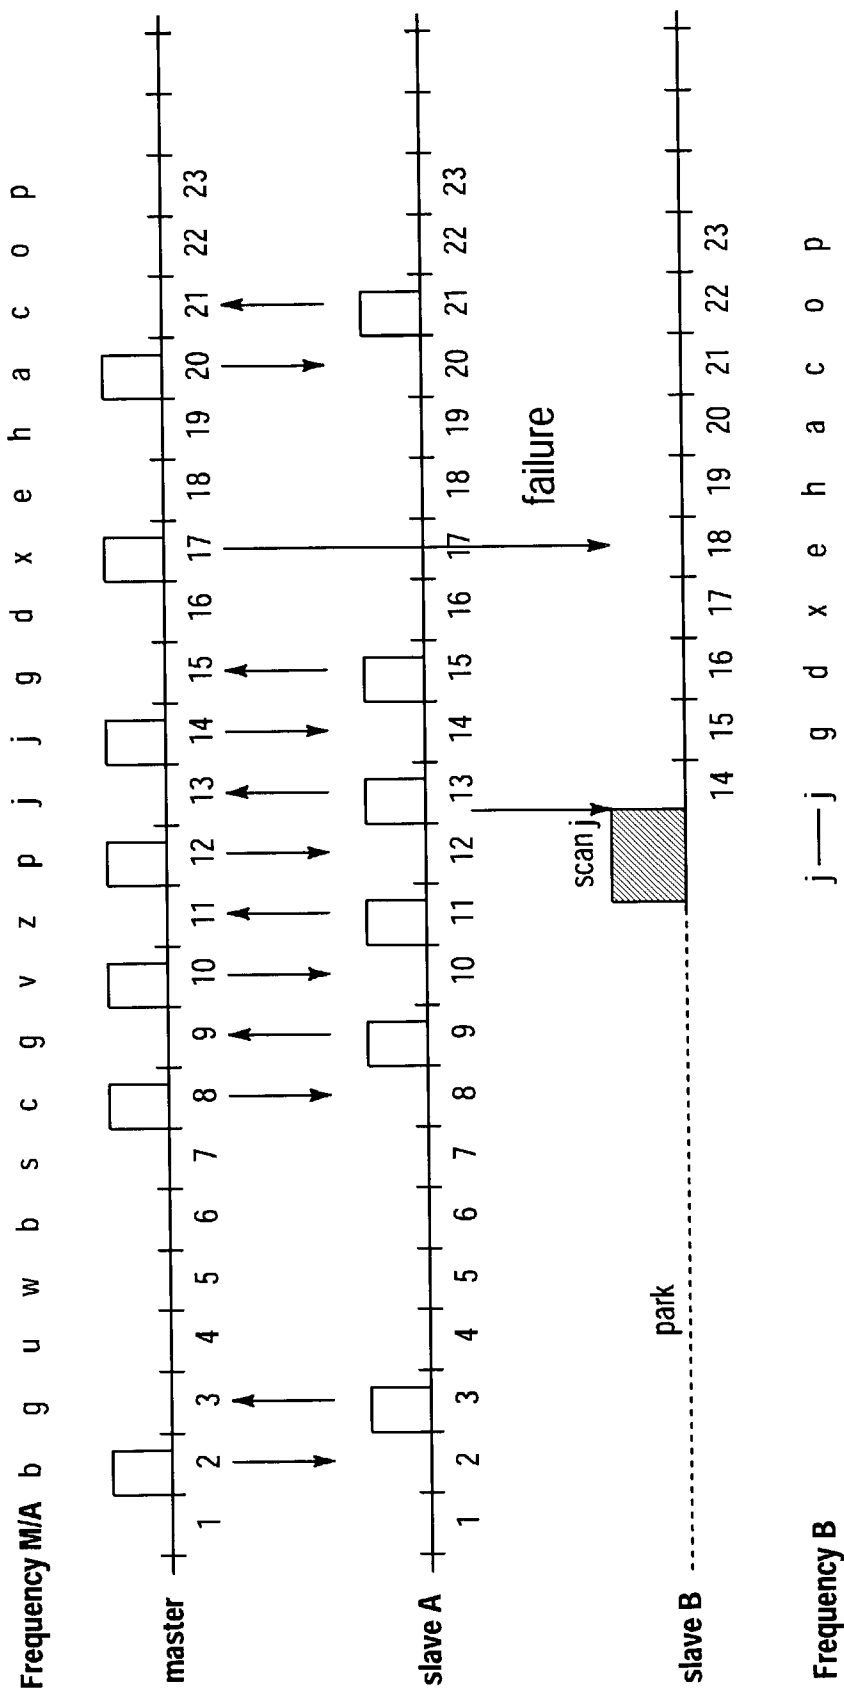 Frequency M/A b g u w b s c g v z p j j g d x e h a c o p
master
1 2 3 4 5 6 7 8 9 10 11 12 13 14 15 16 17 18 19 20 21 22 23
slave A
1 2 3 4 5 6 7 8 9 10 11 12 13 14 15 16 17 18 19 20 21 22 23
failure
scan j
park
slave B
14 15 16 17 18 19 20 21 22 23
Frequency B j — j g d x e h a c o p